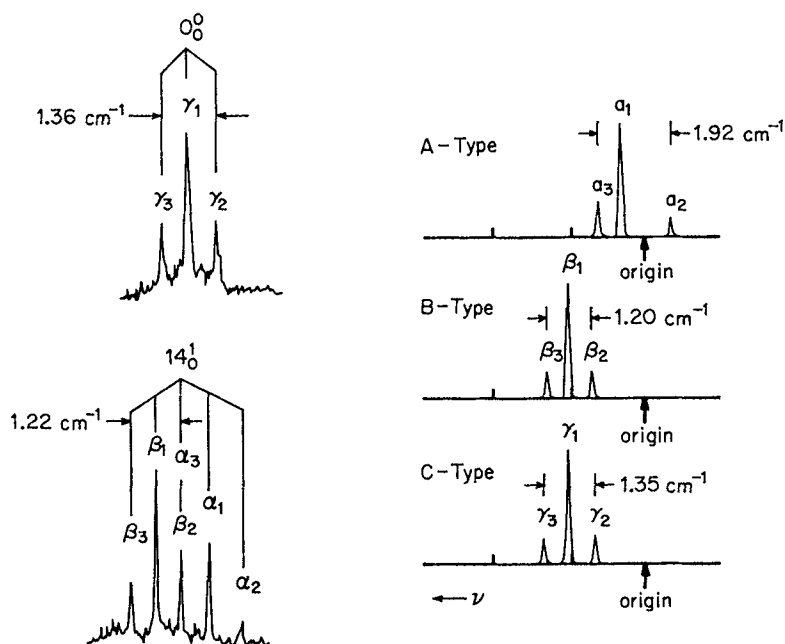 0₀⁰
1.36 cm⁻¹
γ₁
γ₃
γ₂
14₀¹
1.22 cm⁻¹
β₁
α₃
β₃
β₂
α₁
α₂
A-Type
a₁
1.92 cm⁻¹
a₃
a₂
origin
B-Type
β₁
1.20 cm⁻¹
β₃
β₂
origin
C-Type
γ₁
1.35 cm⁻¹
γ₃
γ₂
ν
origin